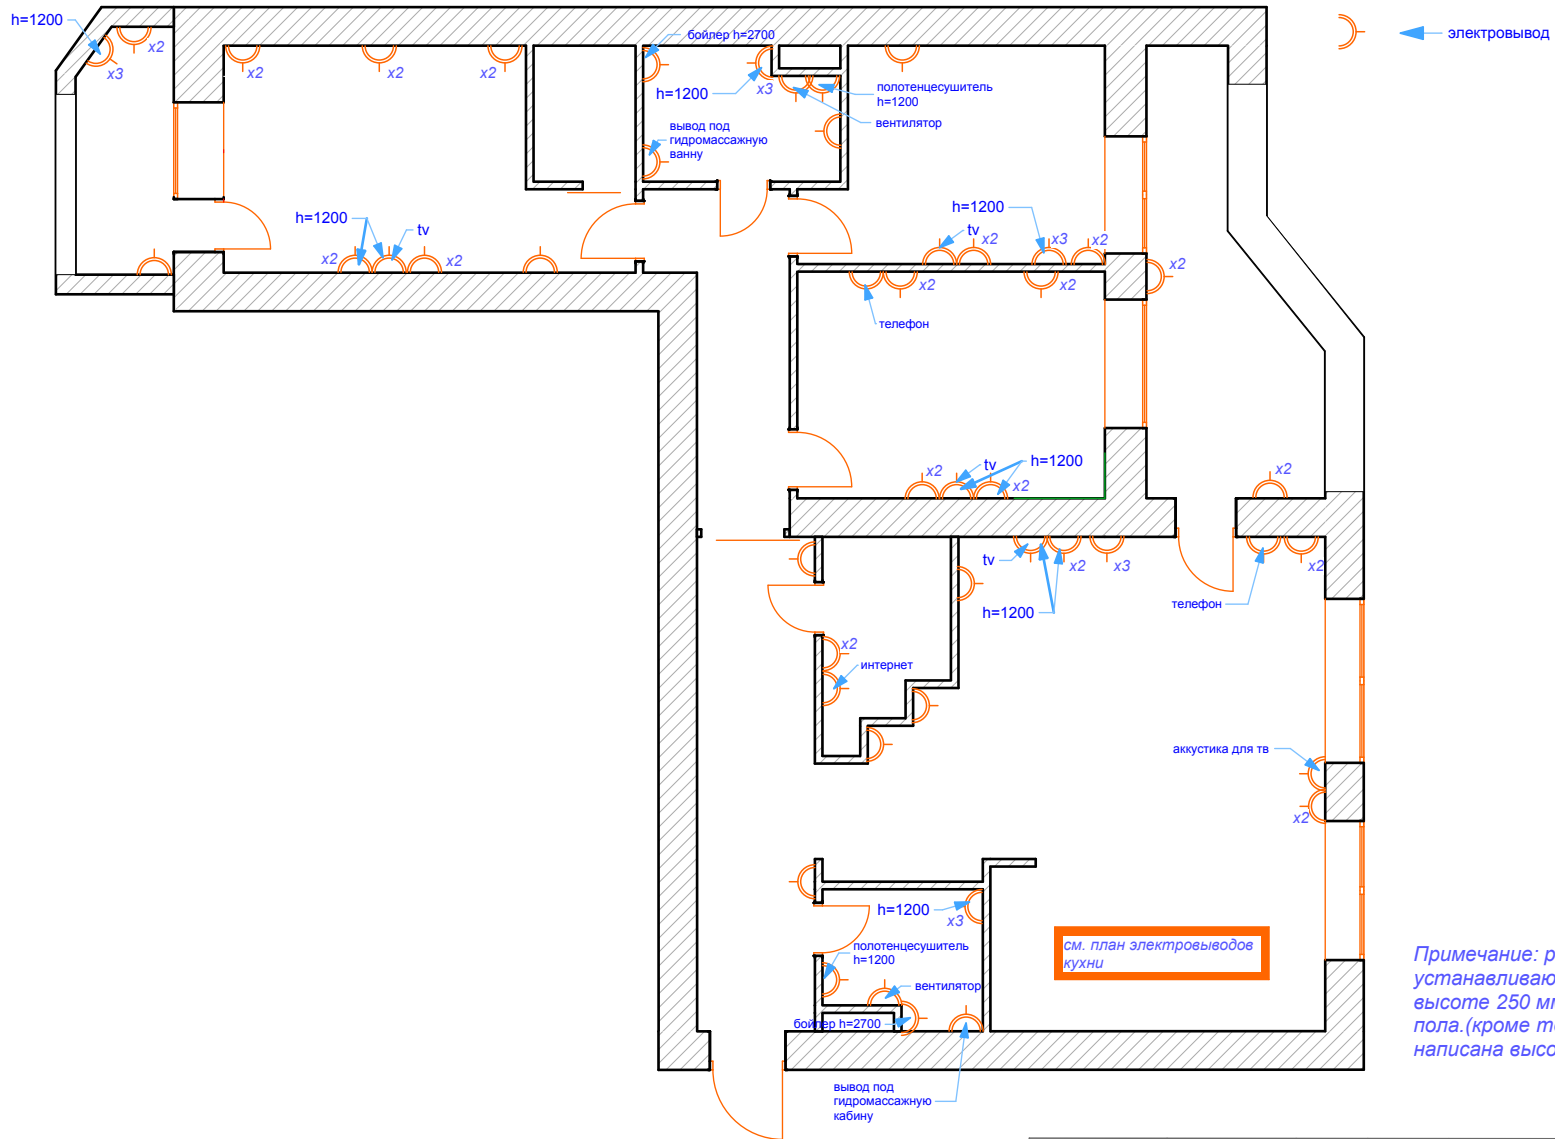 h=1200
x2
x3
x2
x2
x2
бойлер h=2700
h=1200
x3
полотенцесушитель
h=1200
вентилятор
вывод под
гидромассажную
ванну
x2
электровывод
h=1200
tv
x2
x2
h=1200
tv
x2
x3
x2
x2
x2
x2
телефон
x2
tv
h=1200
x2
x2
tv
x2
x3
h=1200
x2
телефон
x2
интернет
аккустика для тв
x2
h=1200
x3
полотенцесушитель
h=1200
вентилятор
бойлер h=2700
вывод под
гидромассажную
кабину
см. план электровыводов
кухни
Примечание: р
устанавливаю
высоте 250 м
пола.(кроме т
написана высо